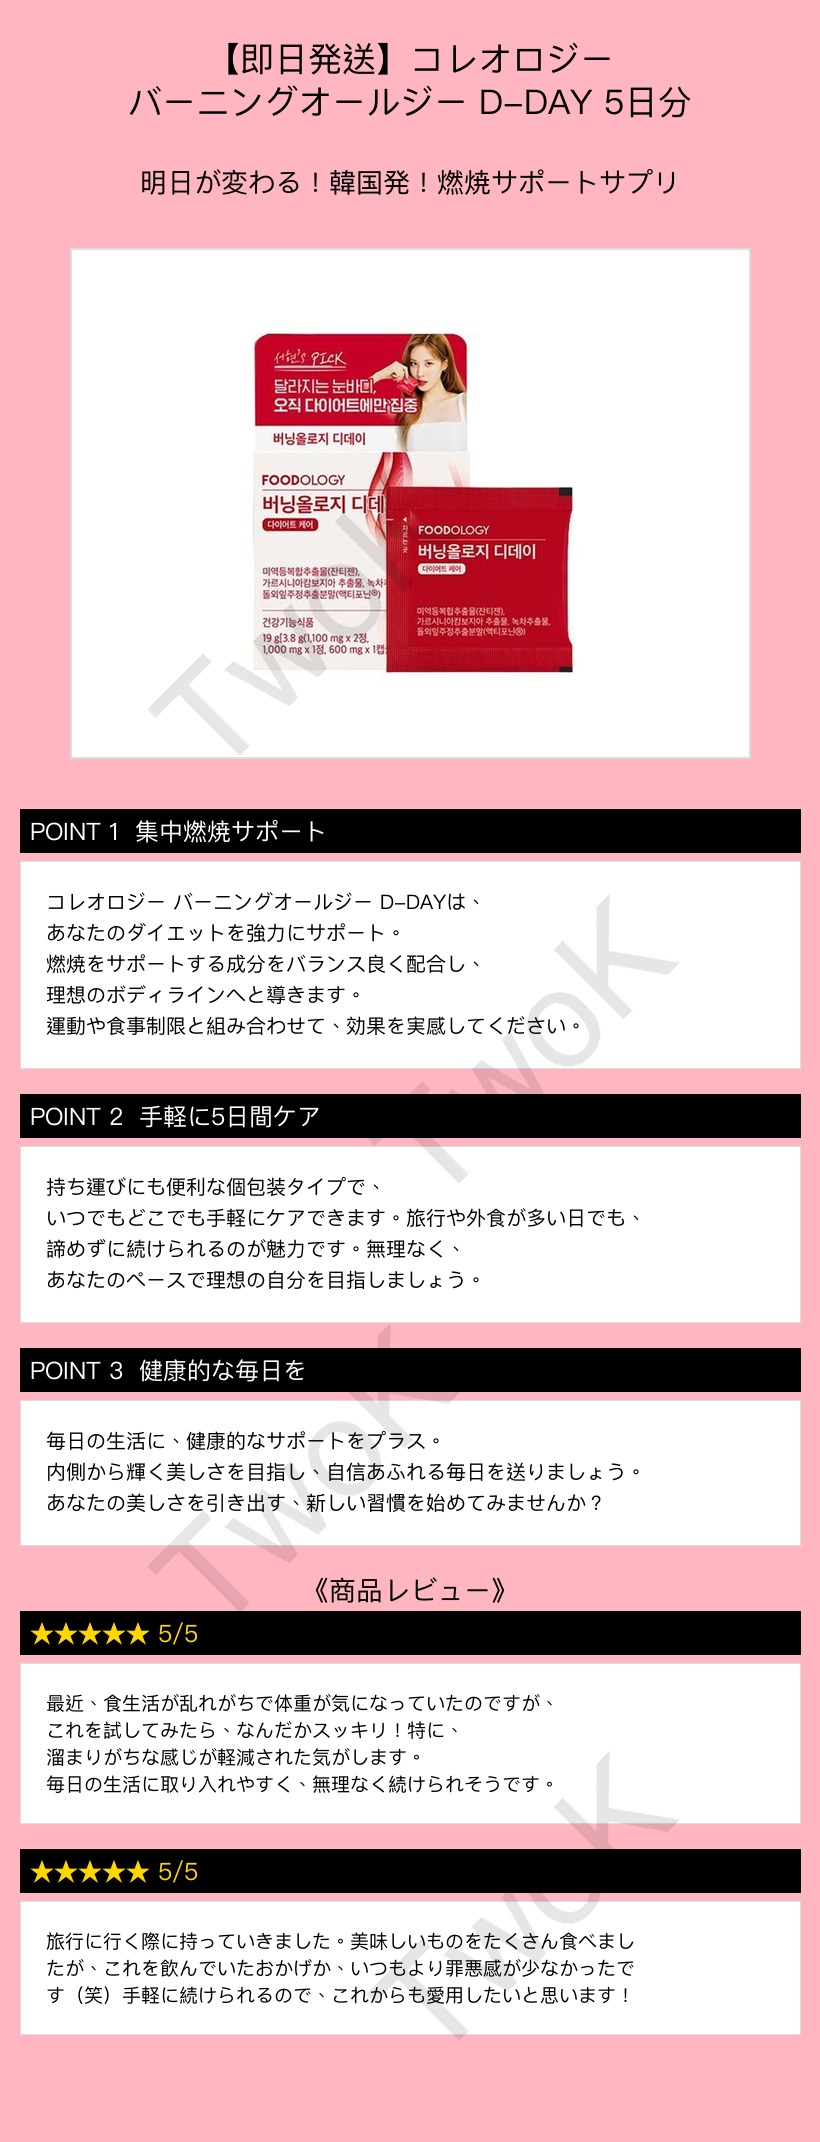 【即日発送】コレオロジー
バーニングオールジー D-DAY 5日分
明日が変わる！韓国発！燃焼サポートサプリ
서현's PICK
달라지는 눈바디,
오직 다이어트에만 집중
버닝올로지 디데이
FOODOLOGY
버닝올로지 디데
다이어트 케어
미역등복합추출물(잔티젠),
가르시니아캄보지아 추출물, 녹차
돌외잎주정추출분말(액티포닌®)
건강기능식품
19 g[3.8 g(1,100 mg x 2정,
1,000 mg x 1정, 600 mg x 1캡
FOODOLOGY
버닝올로지 디데이
다이어트 케어
미역등복합추출물(잔티젠),
가르시니아캄보지아 추출물, 녹차추출물,
돌외잎주정추출분말(액티포닌®)
POINT 1 集中燃焼サポート
コレオロジー バーニングオールジー D-DAYは、
あなたのダイエットを強力にサポート。
燃焼をサポートする成分をバランス良く配合し、
理想のボディラインへと導きます。
運動や食事制限と組み合わせて、効果を実感してください。
POINT 2 手軽に5日間ケア
持ち運びにも便利な個包装タイプで、
いつでもどこでも手軽にケアできます。旅行や外食が多い日でも、
諦めずに続けられるのが魅力です。無理なく、
あなたのペースで理想の自分を目指しましょう。
POINT 3 健康的な毎日を
毎日の生活に、健康的なサポートをプラス。
内側から輝く美しさを目指し、自信あふれる毎日を送りましょう。
あなたの美しさを引き出す、新しい習慣を始めてみませんか？
《商品レビュー》
★★★★★ 5/5
最近、食生活が乱れがちで体重が気になっていたのですが、
これを試してみたら、なんだかスッキリ！特に、
溜まりがちな感じが軽減された気がします。
毎日の生活に取り入れやすく、無理なく続けられそうです。
★★★★★ 5/5
旅行に行く際に持っていきました。美味しいものをたくさん食べまし
たが、これを飲んでいたおかげか、いつもより罪悪感が少なかったで
す（笑）手軽に続けられるので、これからも愛用したいと思います！
TwoK
TwoK
TwoK
TwoK